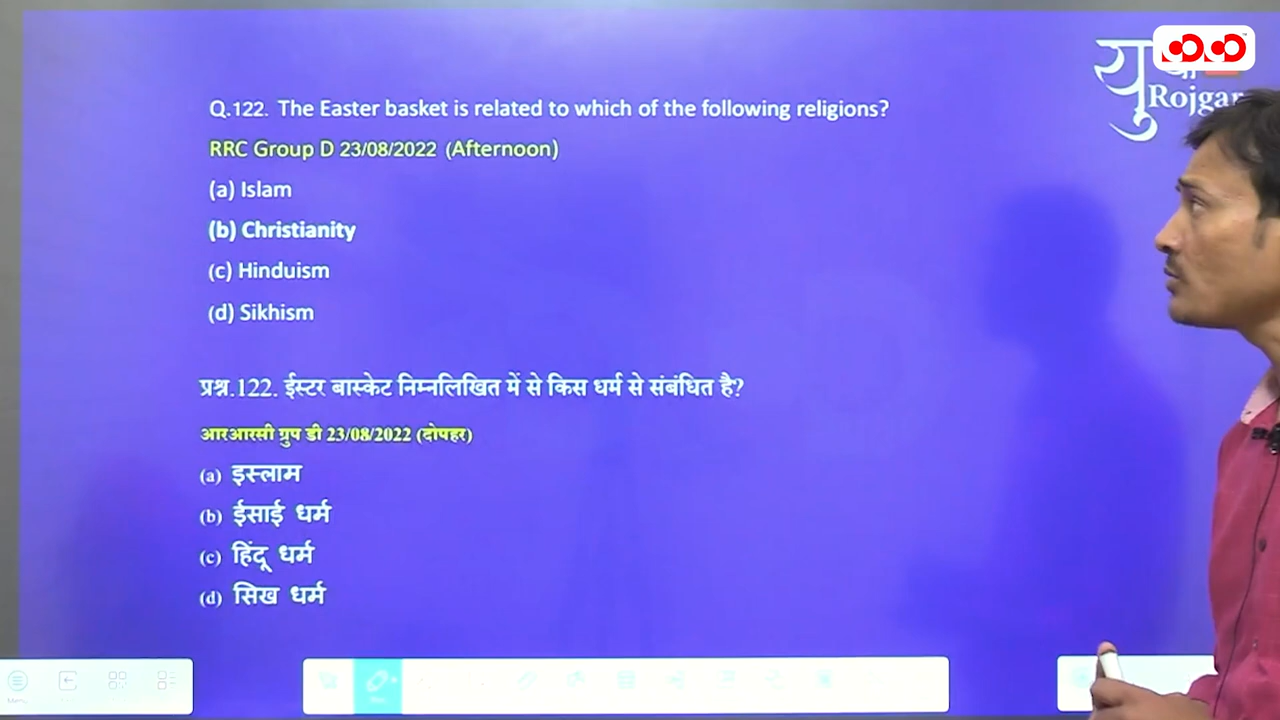 Q.122. The Easter basket is related to which of the following religions?
RRC Group D 23/08/2022 (Afternoon)
(a) Islam
(b) Christianity
(c) Hinduism
(d) Sikhism
प्रश्न.122. ईस्टर बास्केट निम्नलिखित में से किस धर्म से संबंधित है?
आरआरसी ग्रुप डी 23/08/2022 (दोपहर)
(a) इस्लाम
(b) ईसाई धर्म
(c) हिंदू धर्म
(d) सिख धर्म
Rojgar